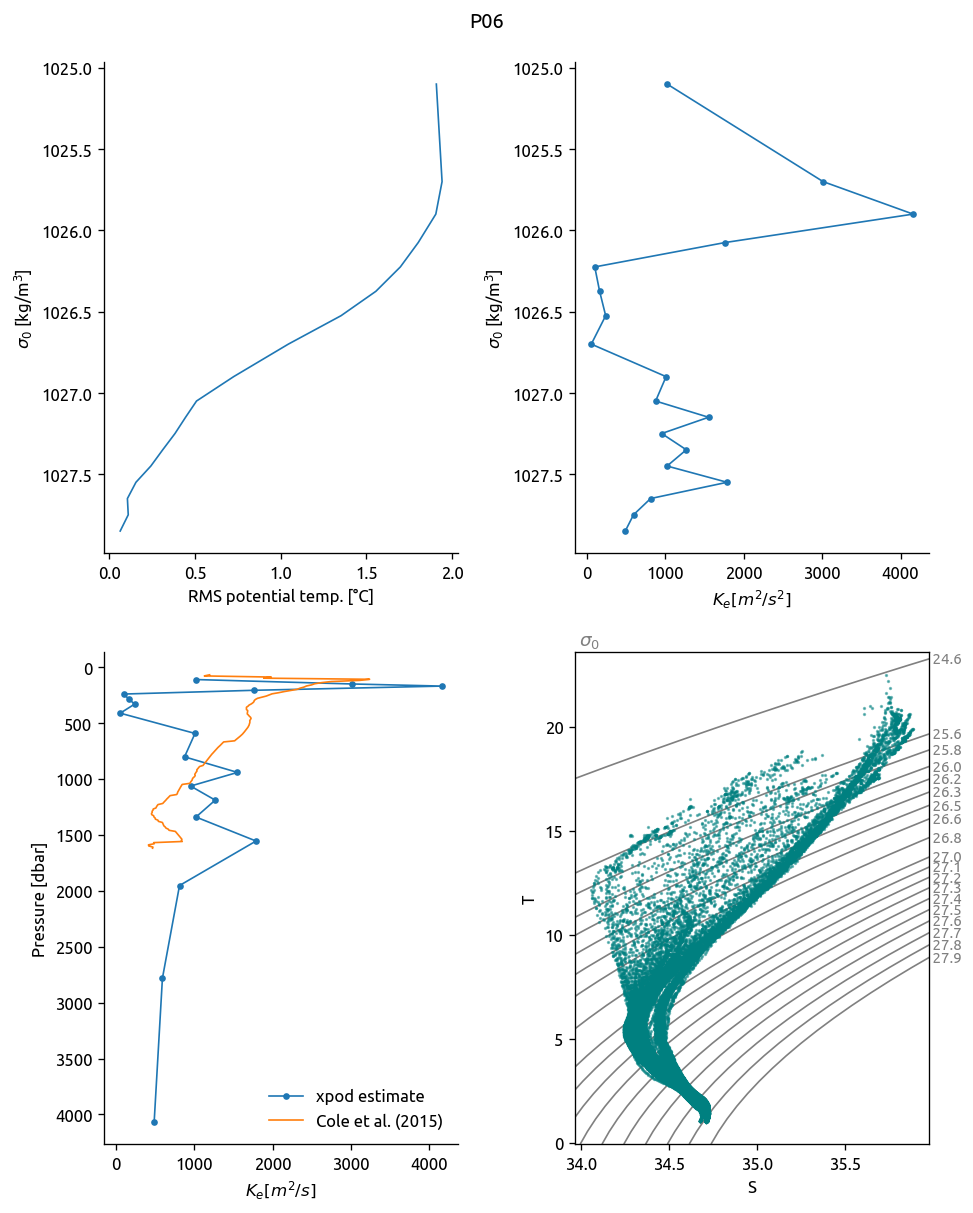 P06
1025.0
1025.5
1026.0
1026.5
1027.0
1027.5
σ₀ [kg/m³]
0.0 0.5 1.0 1.5 2.0
RMS potential temp. [°C]
1025.0
1025.5
1026.0
1026.5
1027.0
1027.5
σ₀ [kg/m³]
0 1000 2000 3000 4000
Kₑ[m²/s²]
0
500
1000
1500
2000
2500
3000
3500
4000
Pressure [dbar]
xpod estimate
Cole et al. (2015)
0 1000 2000 3000 4000
Kₑ[m²/s]
σ₀
20
15
10
5
0
T
24.6
25.6
25.8
26.0
26.2
26.3
26.5
26.6
26.8
27.0
27.1
27.2
27.3
27.4
27.5
27.6
27.7
27.8
27.9
34.0 34.5 35.0 35.5
S